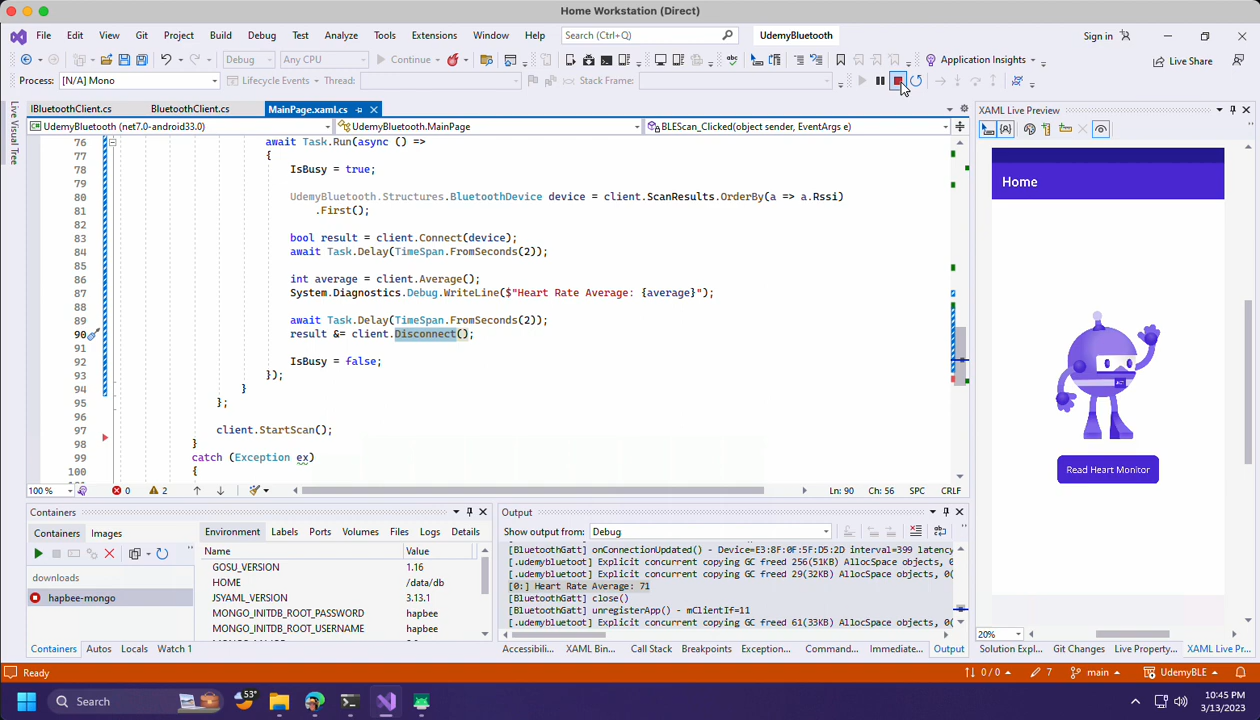 Home Workstation (Direct)
File Edit View Git Project Build Debug Test Analyze Tools Extensions Window Help Search (Ctrl+Q) UdemyBluetooth Sign in
Debug Any CPU Continue Application Insights Live Share
Process: [N/A] Mono Lifecycle Events Thread: Stack Frame:
Live Visual Tree
IBluetoothClient.cs BluetoothClient.cs MainPage.xaml.cs
UdemyBluetooth (net7.0-android33.0) UdemyBluetooth.MainPage BLEScan_Clicked(object sender, EventArgs e)
76 await Task.Run(async () =>
77 {
78 IsBusy = true;
79
80 UdemyBluetooth.Structures.BluetoothDevice device = client.ScanResults.OrderBy(a => a.Rssi)
81 .First();
82
83 bool result = client.Connect(device);
84 await Task.Delay(TimeSpan.FromSeconds(2));
85
86 int average = client.Average();
87 System.Diagnostics.Debug.WriteLine($"Heart Rate Average: {average}");
88
89 await Task.Delay(TimeSpan.FromSeconds(2));
90 result &= client.Disconnect();
91
92 IsBusy = false;
93 });
94 }
95 };
96
97 client.StartScan();
98 }
99 catch (Exception ex)
100 {
100 % 0 2 Ln: 90 Ch: 56 SPC CRLF
XAML Live Preview
Home
Read Heart Monitor
20%
Containers
Containers Images
downloads
hapbee-mongo
Environment Labels Ports Volumes Files Logs Details
Name Value
GOSU_VERSION 1.16
HOME /data/db
JSYAML_VERSION 3.13.1
MONGO_INITDB_ROOT_PASSWORD hapbee
MONGO_INITDB_ROOT_USERNAME hapbee
Output
Show output from: Debug
[BluetoothGatt] onConnectionUpdated() - Device=E3:8F:0F:5F:D5:2D interval=399 latency
[.udemybluetooth] Explicit concurrent copying GC freed 256(51KB) AllocSpace objects, 0(
[.udemybluetooth] Explicit concurrent copying GC freed 29(32KB) AllocSpace objects, 0(
[0:] Heart Rate Average: 71
[BluetoothGatt] close()
[BluetoothGatt] unregisterApp() - mClientIf=11
[.udemybluetooth] Explicit concurrent copying GC freed 61(33KB) AllocSpace objects, 0(
Containers Autos Locals Watch 1 Accessibili... XAML Bin... Call Stack Breakpoints Exception... Command... Immediate... Output Solution Expl... Git Changes Live Property... XAML Live Pr...
Ready 0 / 0 7 main UdemyBLE
53°
Search
10:45 PM
3/13/2023